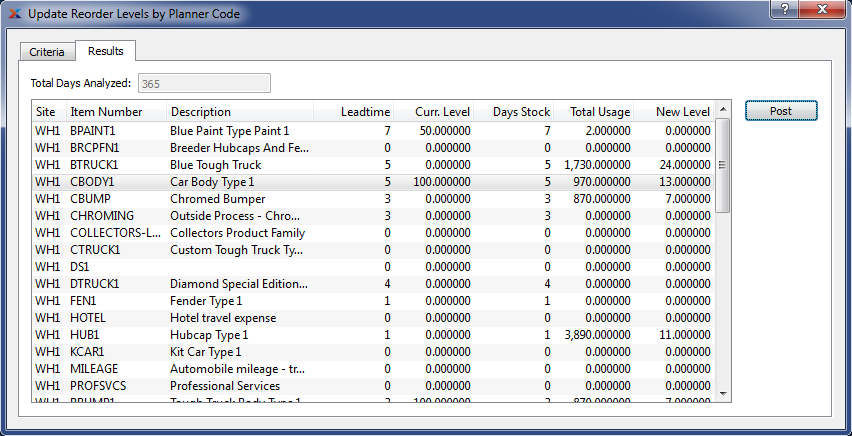 Update Reorder Levels by Planner Code
Criteria Results
Total Days Analyzed: 365
Site Item Number Description Leadtime Curr. Level Days Stock Total Usage New Level
Post
WH1 BPAINT1 Blue Paint Type Paint 1 7 50.000000 7 2.000000 0.000000
WH1 BRCPFN1 Breeder Hubcaps And Fe... 0 0.000000 0 0.000000 0.000000
WH1 BTRUCK1 Blue Tough Truck 5 0.000000 5 1,730.000000 24.000000
WH1 CBODY1 Car Body Type 1 5 100.000000 5 970.000000 13.000000
WH1 CBUMP Chromed Bumper 3 0.000000 3 870.000000 7.000000
WH1 CHROMING Outside Process - Chro... 3 0.000000 3 0.000000 0.000000
WH1 COLLECTORS-L... Collectors Product Family 0 0.000000 0 0.000000 0.000000
WH1 CTRUCK1 Custom Tough Truck Ty... 0 0.000000 0 0.000000 0.000000
WH1 DS1 0 0.000000 0 0.000000 0.000000
WH1 DTRUCK1 Diamond Special Edition... 4 0.000000 4 0.000000 0.000000
WH1 FEN1 Fender Type 1 1 0.000000 1 0.000000 0.000000
WH1 HOTEL Hotel travel expense 0 0.000000 0 0.000000 0.000000
WH1 HUB1 Hubcap Type 1 1 0.000000 1 3,890.000000 11.000000
WH1 KCAR1 Kit Car Type 1 0 0.000000 0 0.000000 0.000000
WH1 MILEAGE Automobile mileage - tr... 0 0.000000 0 0.000000 0.000000
WH1 PROFSVCS Professional Services 0 0.000000 0 0.000000 0.000000
WH1 Tough Truck Body Type 1 100.000000 870.000000 7.000000